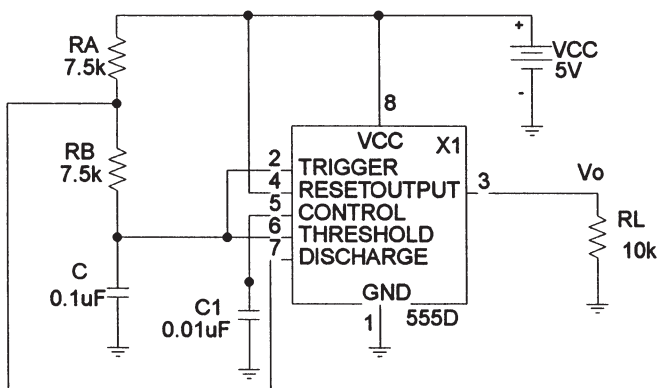 RA
7.5k
+
VCC
5V
-
8
VCC
X1
RB
7.5k
2
TRIGGER
4
RESET
OUTPUT
3
Vo
5
CONTROL
6
THRESHOLD
7
DISCHARGE
RL
10k
C
0.1uF
C1
0.01uF
GND
1
555D